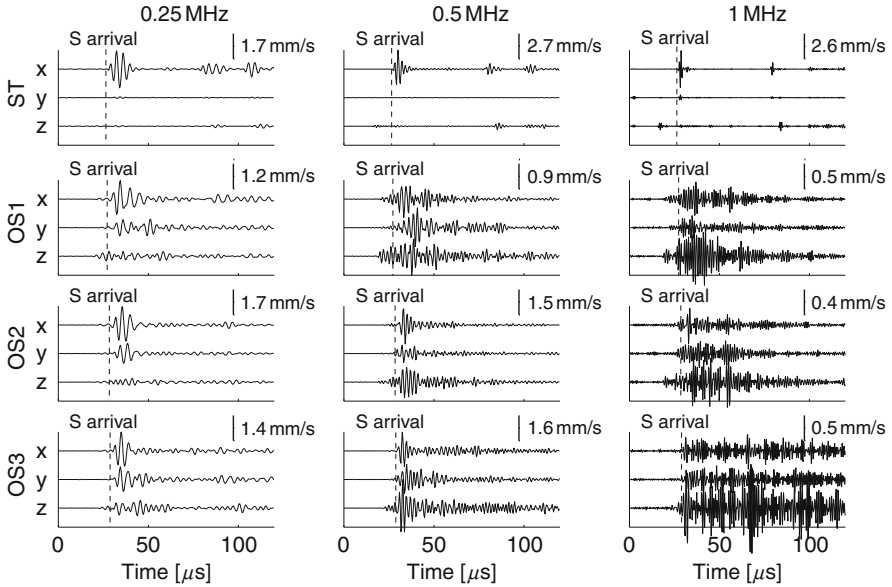 0.25 MHz 0.5 MHz 1 MHz
S arrival 1.7 mm/s S arrival 2.7 mm/s S arrival 2.6 mm/s
ST
x
y
z
S arrival 1.2 mm/s S arrival 0.9 mm/s S arrival 0.5 mm/s
OS1
x
y
z
S arrival 1.7 mm/s S arrival 1.5 mm/s S arrival 0.4 mm/s
OS2
x
y
z
S arrival 1.4 mm/s S arrival 1.6 mm/s S arrival 0.5 mm/s
OS3
x
y
z
0 50 100 0 50 100 0 50 100
Time [μs] Time [μs] Time [μs]